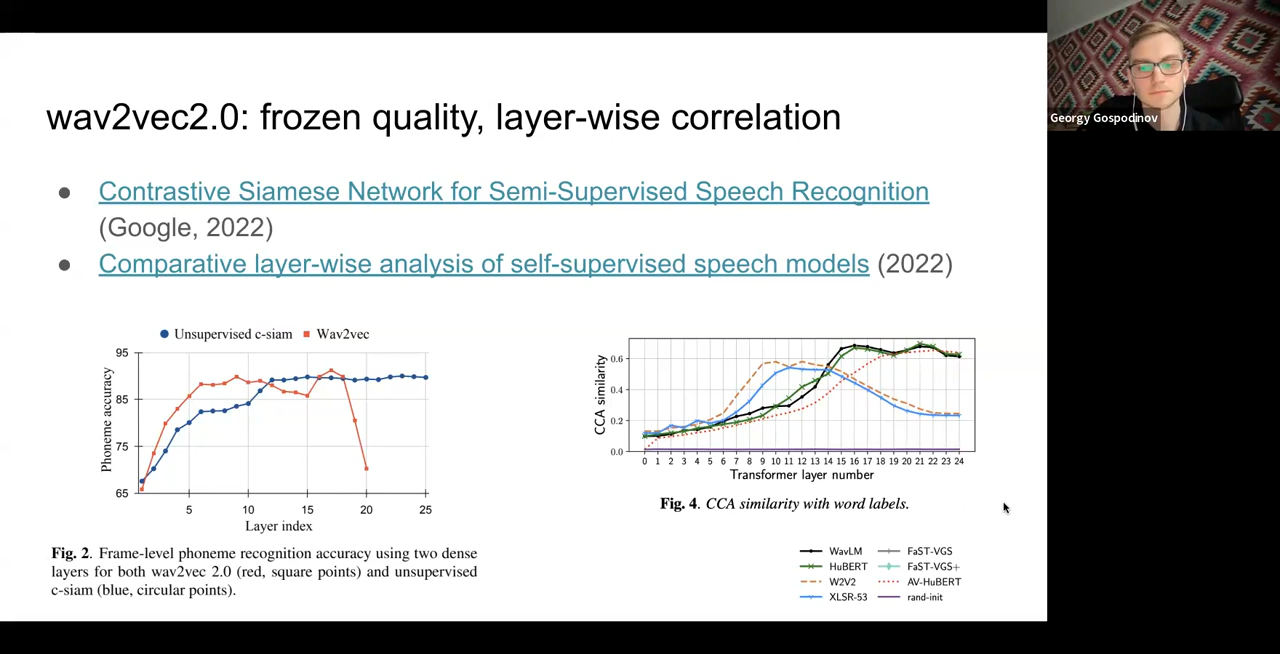 wav2vec2.0: frozen quality, layer-wise correlation
Georgy Gospodinov
● Contrastive Siamese Network for Semi-Supervised Speech Recognition
(Google, 2022)
● Comparative layer-wise analysis of self-supervised speech models (2022)
Unsupervised c-siam Wav2vec
95
85
75
65
Phoneme accuracy
5 10 15 20 25
Layer index
Fig. 2. Frame-level phoneme recognition accuracy using two dense
layers for both wav2vec 2.0 (red, square points) and unsupervised
c-siam (blue, circular points).
0.6
0.4
0.2
0.0
CCA similarity
0 1 2 3 4 5 6 7 8 9 10 11 12 13 14 15 16 17 18 19 20 21 22 23 24
Transformer layer number
Fig. 4. CCA similarity with word labels.
WavLM FaST-VGS
HuBERT FaST-VGS+
W2V2 AV-HuBERT
XLSR-53 rand-init